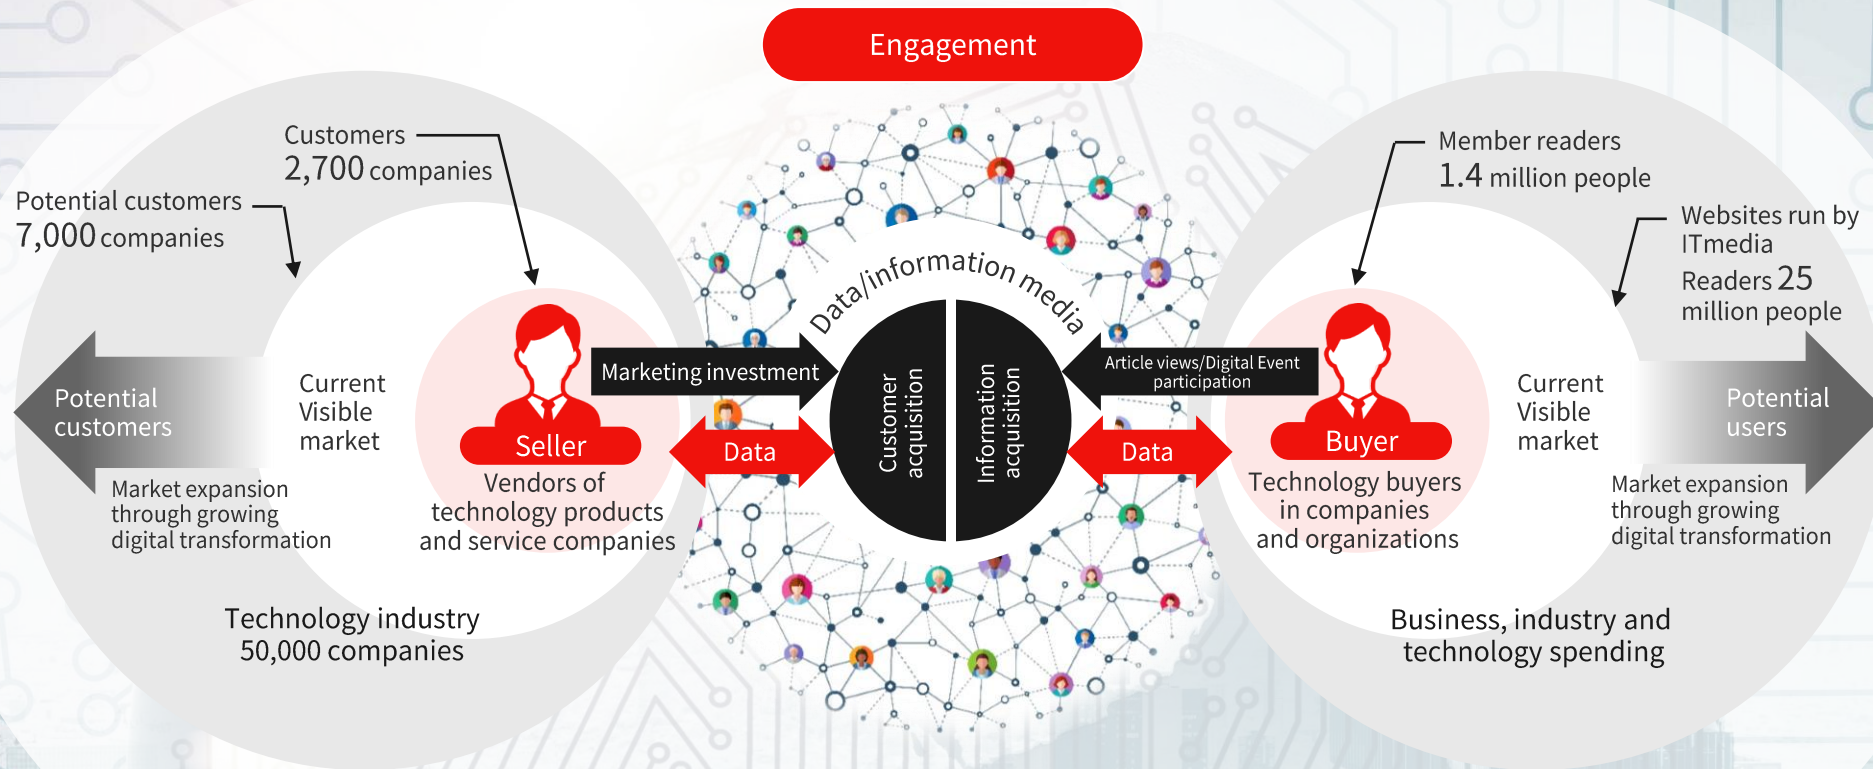 Engagement
Customers
2,700 companies
Potential customers
7,000 companies
Member readers
1.4 million people
Websites run by
ITmedia
Readers 25
million people
Data/information media
Potential
customers
Current
Visible
market
Marketing investment
Customer
acquisition
Information
acquisition
Article views/Digital Event
participation
Current
Visible
market
Potential
users
Seller
Data
Data
Buyer
Market expansion
through growing
digital transformation
Vendors of
technology products
and service companies
Technology buyers
in companies
and organizations
Market expansion
through growing
digital transformation
Technology industry
50,000 companies
Business, industry and
technology spending